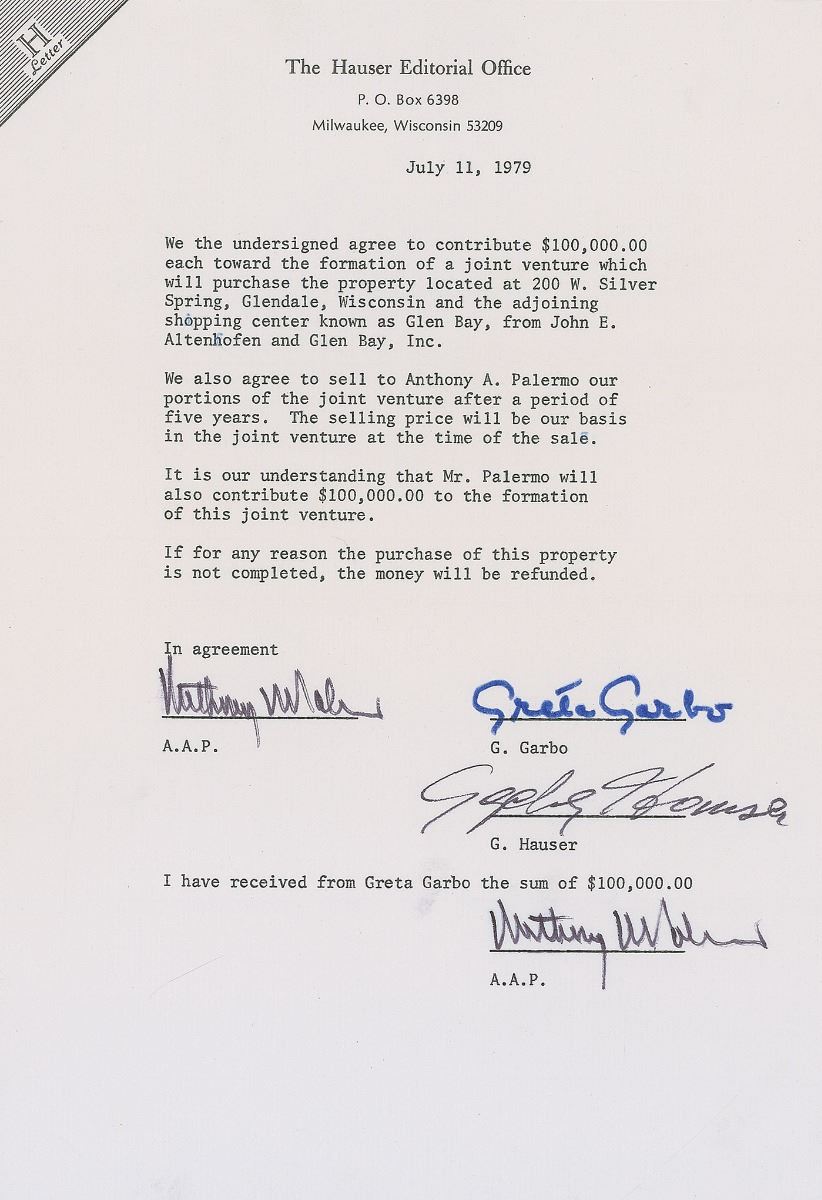 H
Letter
The Hauser Editorial Office
P. O. Box 6398
Milwaukee, Wisconsin 53209
July 11, 1979
We the undersigned agree to contribute $100,000.00
each toward the formation of a joint venture which
will purchase the property located at 200 W. Silver
Spring, Glendale, Wisconsin and the adjoining
shopping center known as Glen Bay, from John E.
Altenhofen and Glen Bay, Inc.
We also agree to sell to Anthony A. Palermo our
portions of the joint venture after a period of
five years. The selling price will be our basis
in the joint venture at the time of the sale.
It is our understanding that Mr. Palermo will
also contribute $100,000.00 to the formation
of this joint venture.
If for any reason the purchase of this property
is not completed, the money will be refunded.
In agreement
Greta Garbo
A.A.P.
G. Garbo
G. Hauser
I have received from Greta Garbo the sum of $100,000.00
A.A.P.